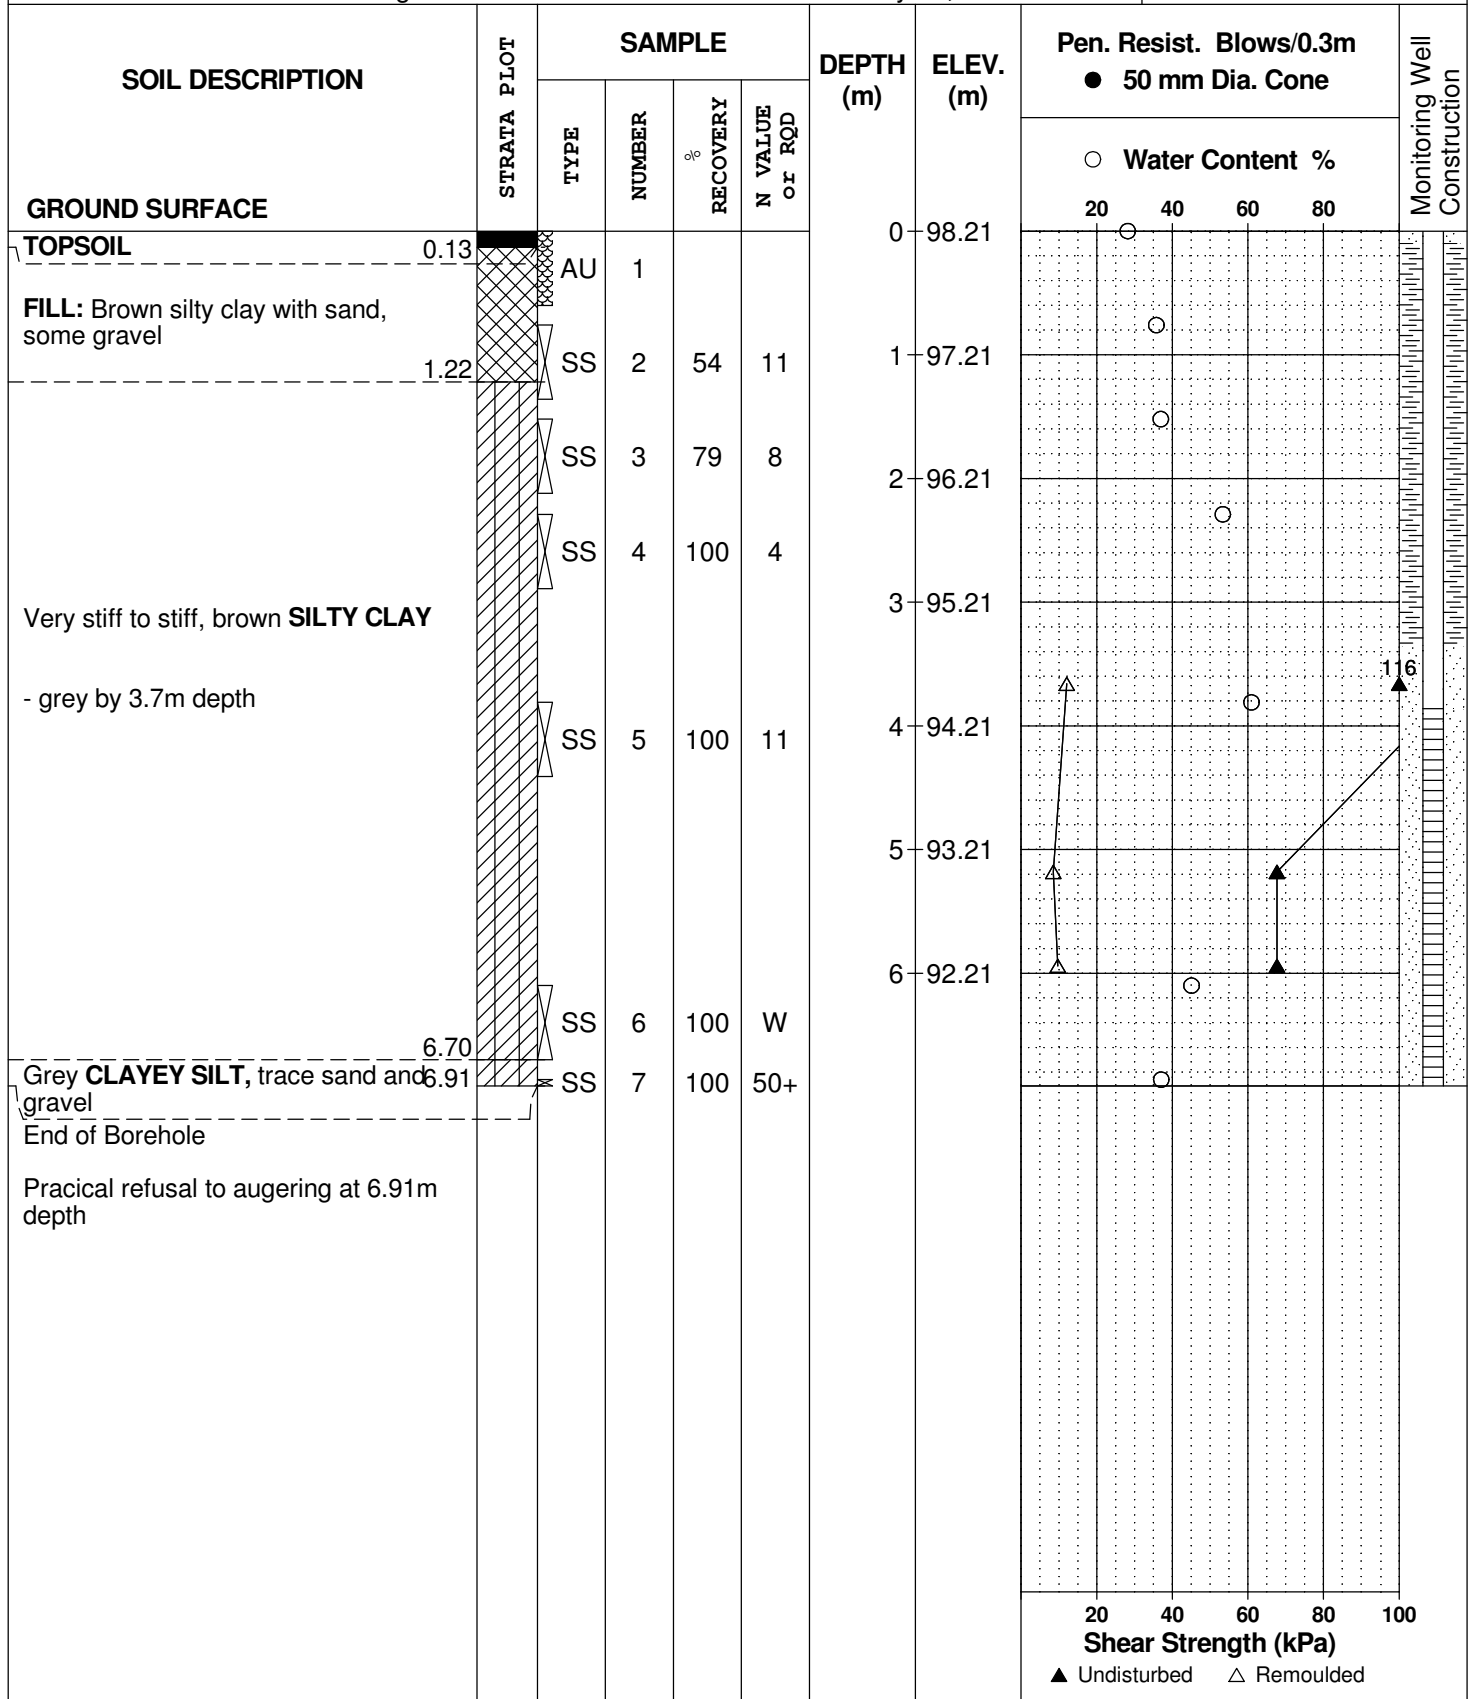 SOIL DESCRIPTION
GROUND SURFACE
STRATA PLOT
SAMPLE
TYPE
NUMBER
%
RECOVERY
N VALUE
or RQD
DEPTH
(m)
ELEV.
(m)
Pen. Resist. Blows/0.3m
● 50 mm Dia. Cone
○ Water Content %
20 40 60 80
Monitoring Well
Construction
TOPSOIL 0.13
FILL: Brown silty clay with sand,
some gravel
1.22
Very stiff to stiff, brown SILTY CLAY
- grey by 3.7m depth
6.70
Grey CLAYEY SILT, trace sand and 6.91
gravel
End of Borehole
Pracical refusal to augering at 6.91m
depth
AU 1
SS 2 54 11
SS 3 79 8
SS 4 100 4
SS 5 100 11
SS 6 100 W
SS 7 100 50+
0 98.21
1 97.21
2 96.21
3 95.21
4 94.21
5 93.21
6 92.21
116
20 40 60 80 100
Shear Strength (kPa)
▲ Undisturbed △ Remoulded